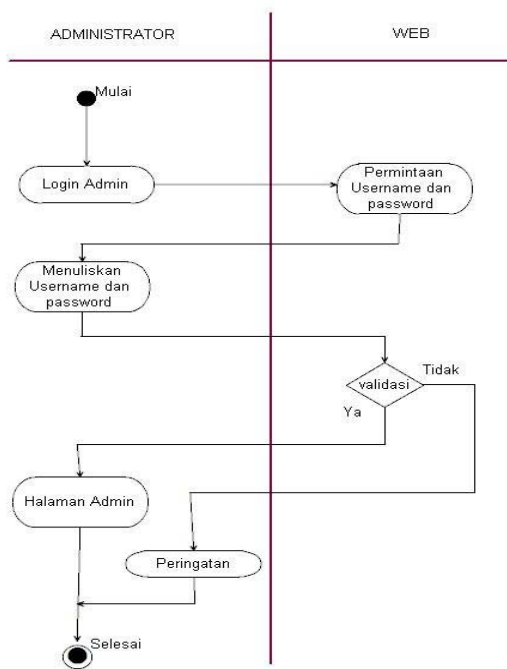 ADMINISTRATOR
WEB
Mulai
Login Admin
Permintaan
Username dan
password
Menuliskan
Username dan
password
validasi
Tidak
Ya
Halaman Admin
Peringatan
Selesai